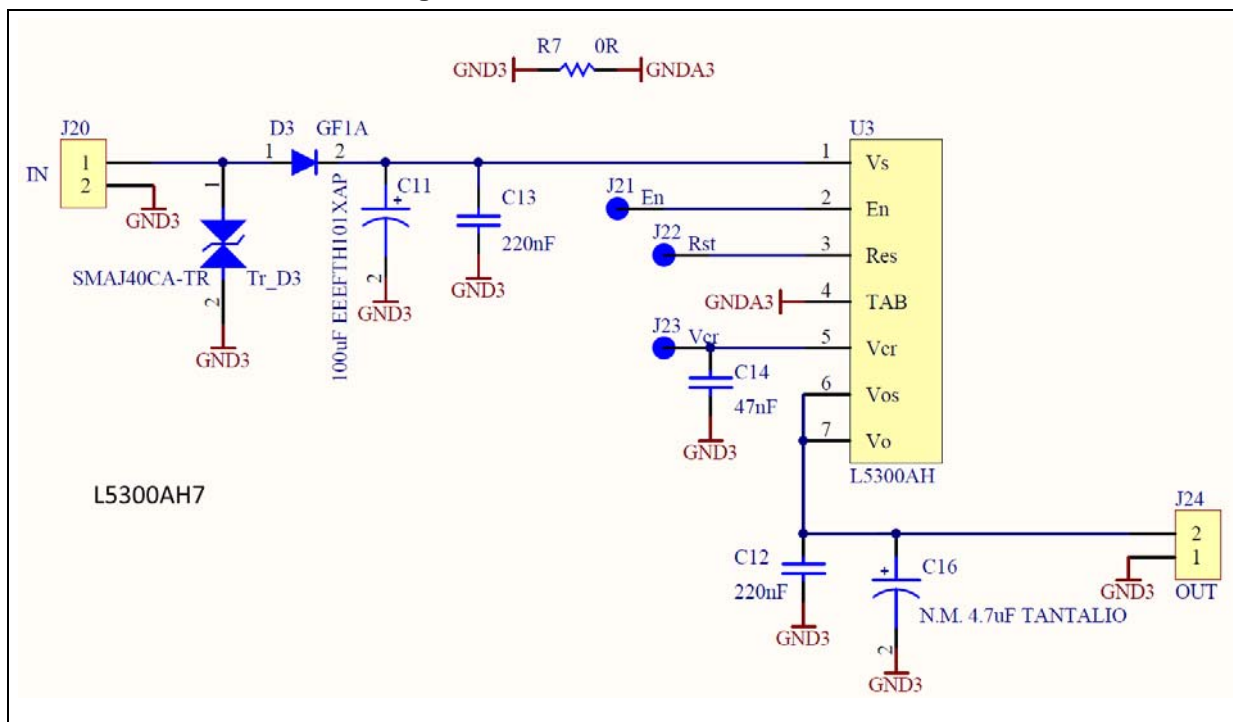 R7 0R
GND3 GNDA3
J20
IN
1
2
GND3
D3 GF1A
1 2
1
SMAJ40CA-TR Tr_D3
2
GND3
C11
+
100uF EEEFTH101XAP
2
GND3
C13
220nF
GND3
U3
1 Vs
J21 En 2 En
J22 Rst 3 Res
GNDA3 4 TAB
J23 Vcr 5 Vcr
C14
47nF
GND3
6 Vos
7 Vo
L5300AH
L5300AH7
C12
220nF
GND3
+
C16
N.M. 4.7uF TANTALIO
2
GND3
J24
2
1
GND3
OUT